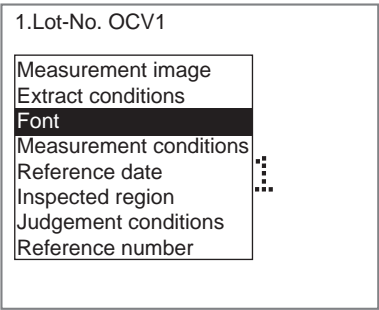 1.Lot-No. OCV1
Measurement image
Extract conditions
Font
Measurement conditions
Reference date
Inspected region
Judgement conditions
Reference number
1